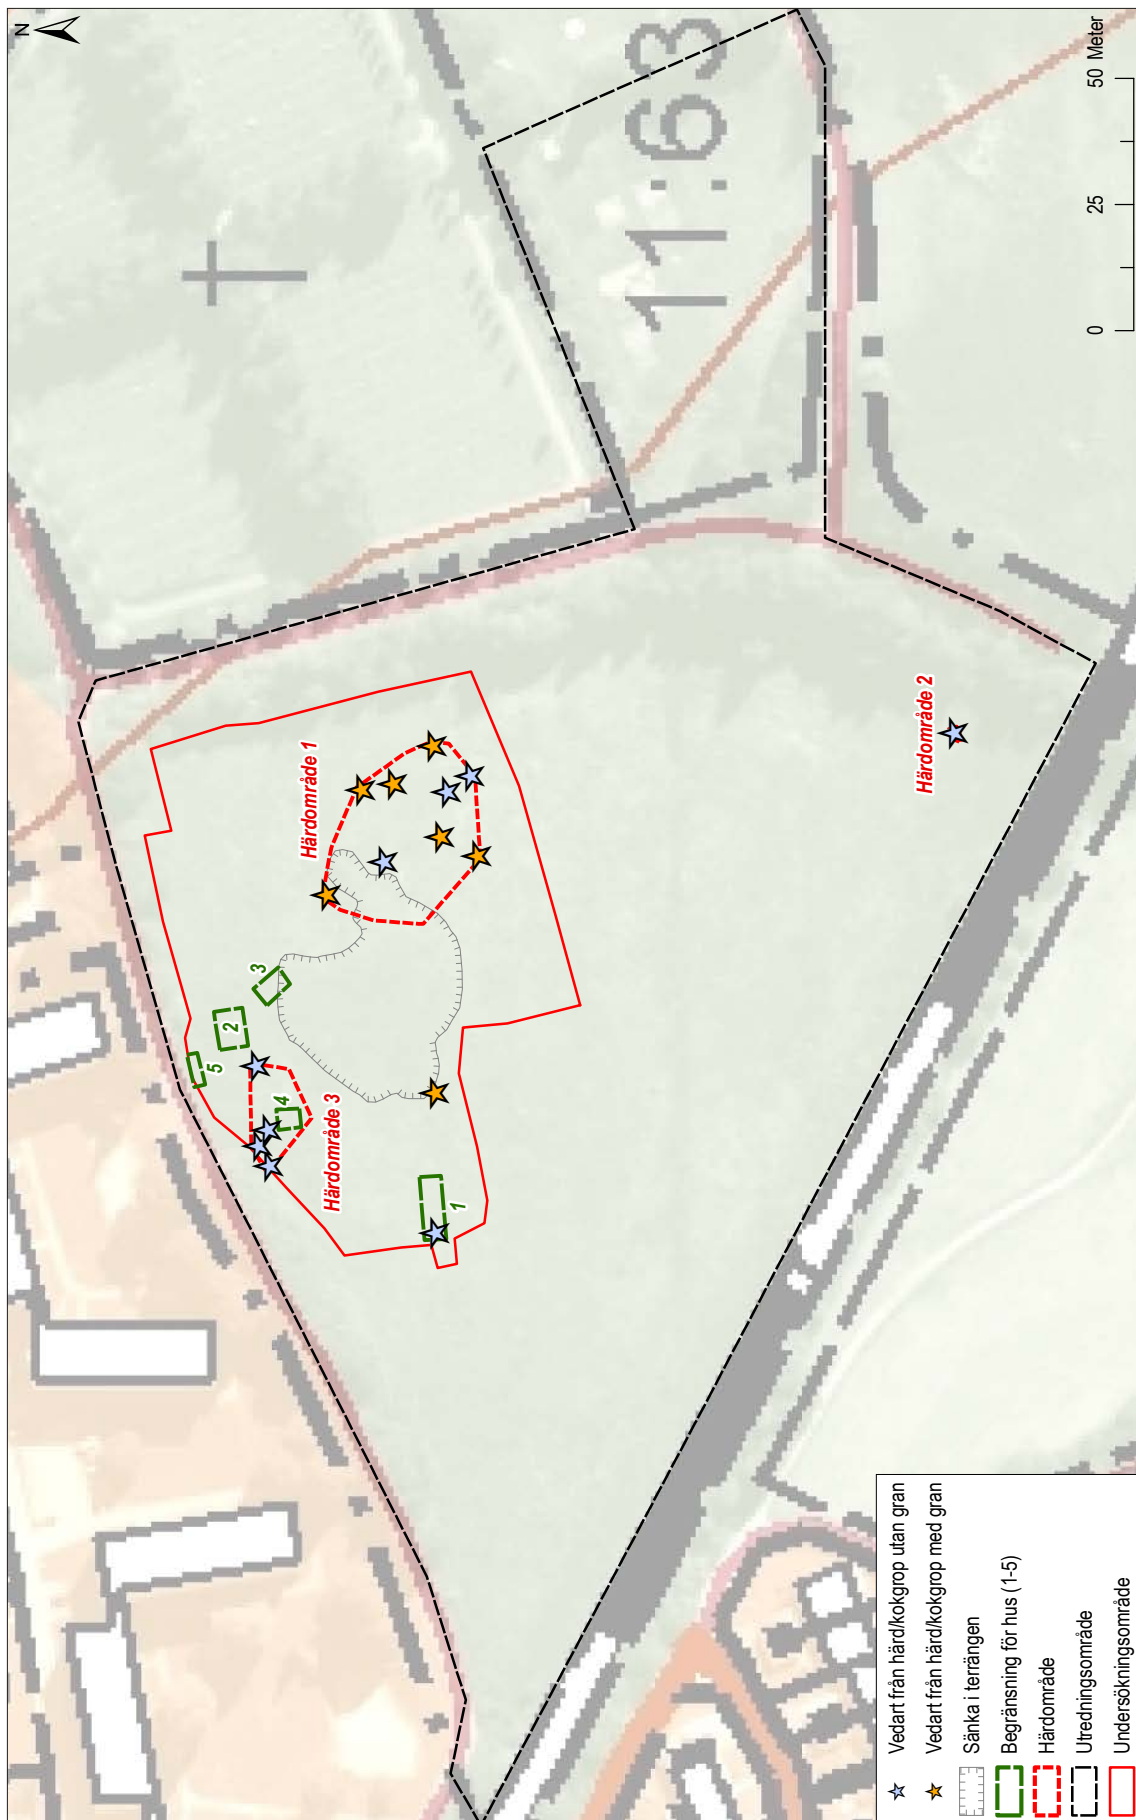 N
11:63
Härdområde 1
Härdområde 2
Härdområde 3
1
2
3
4
5
0 25 50 Meter
Vedart från härd/kokgrop utan gran
Vedart från härd/kokgrop med gran
Sänka i terrängen
Begränsning för hus (1-5)
Härdområde
Utredningsområde
Undersökningsområde